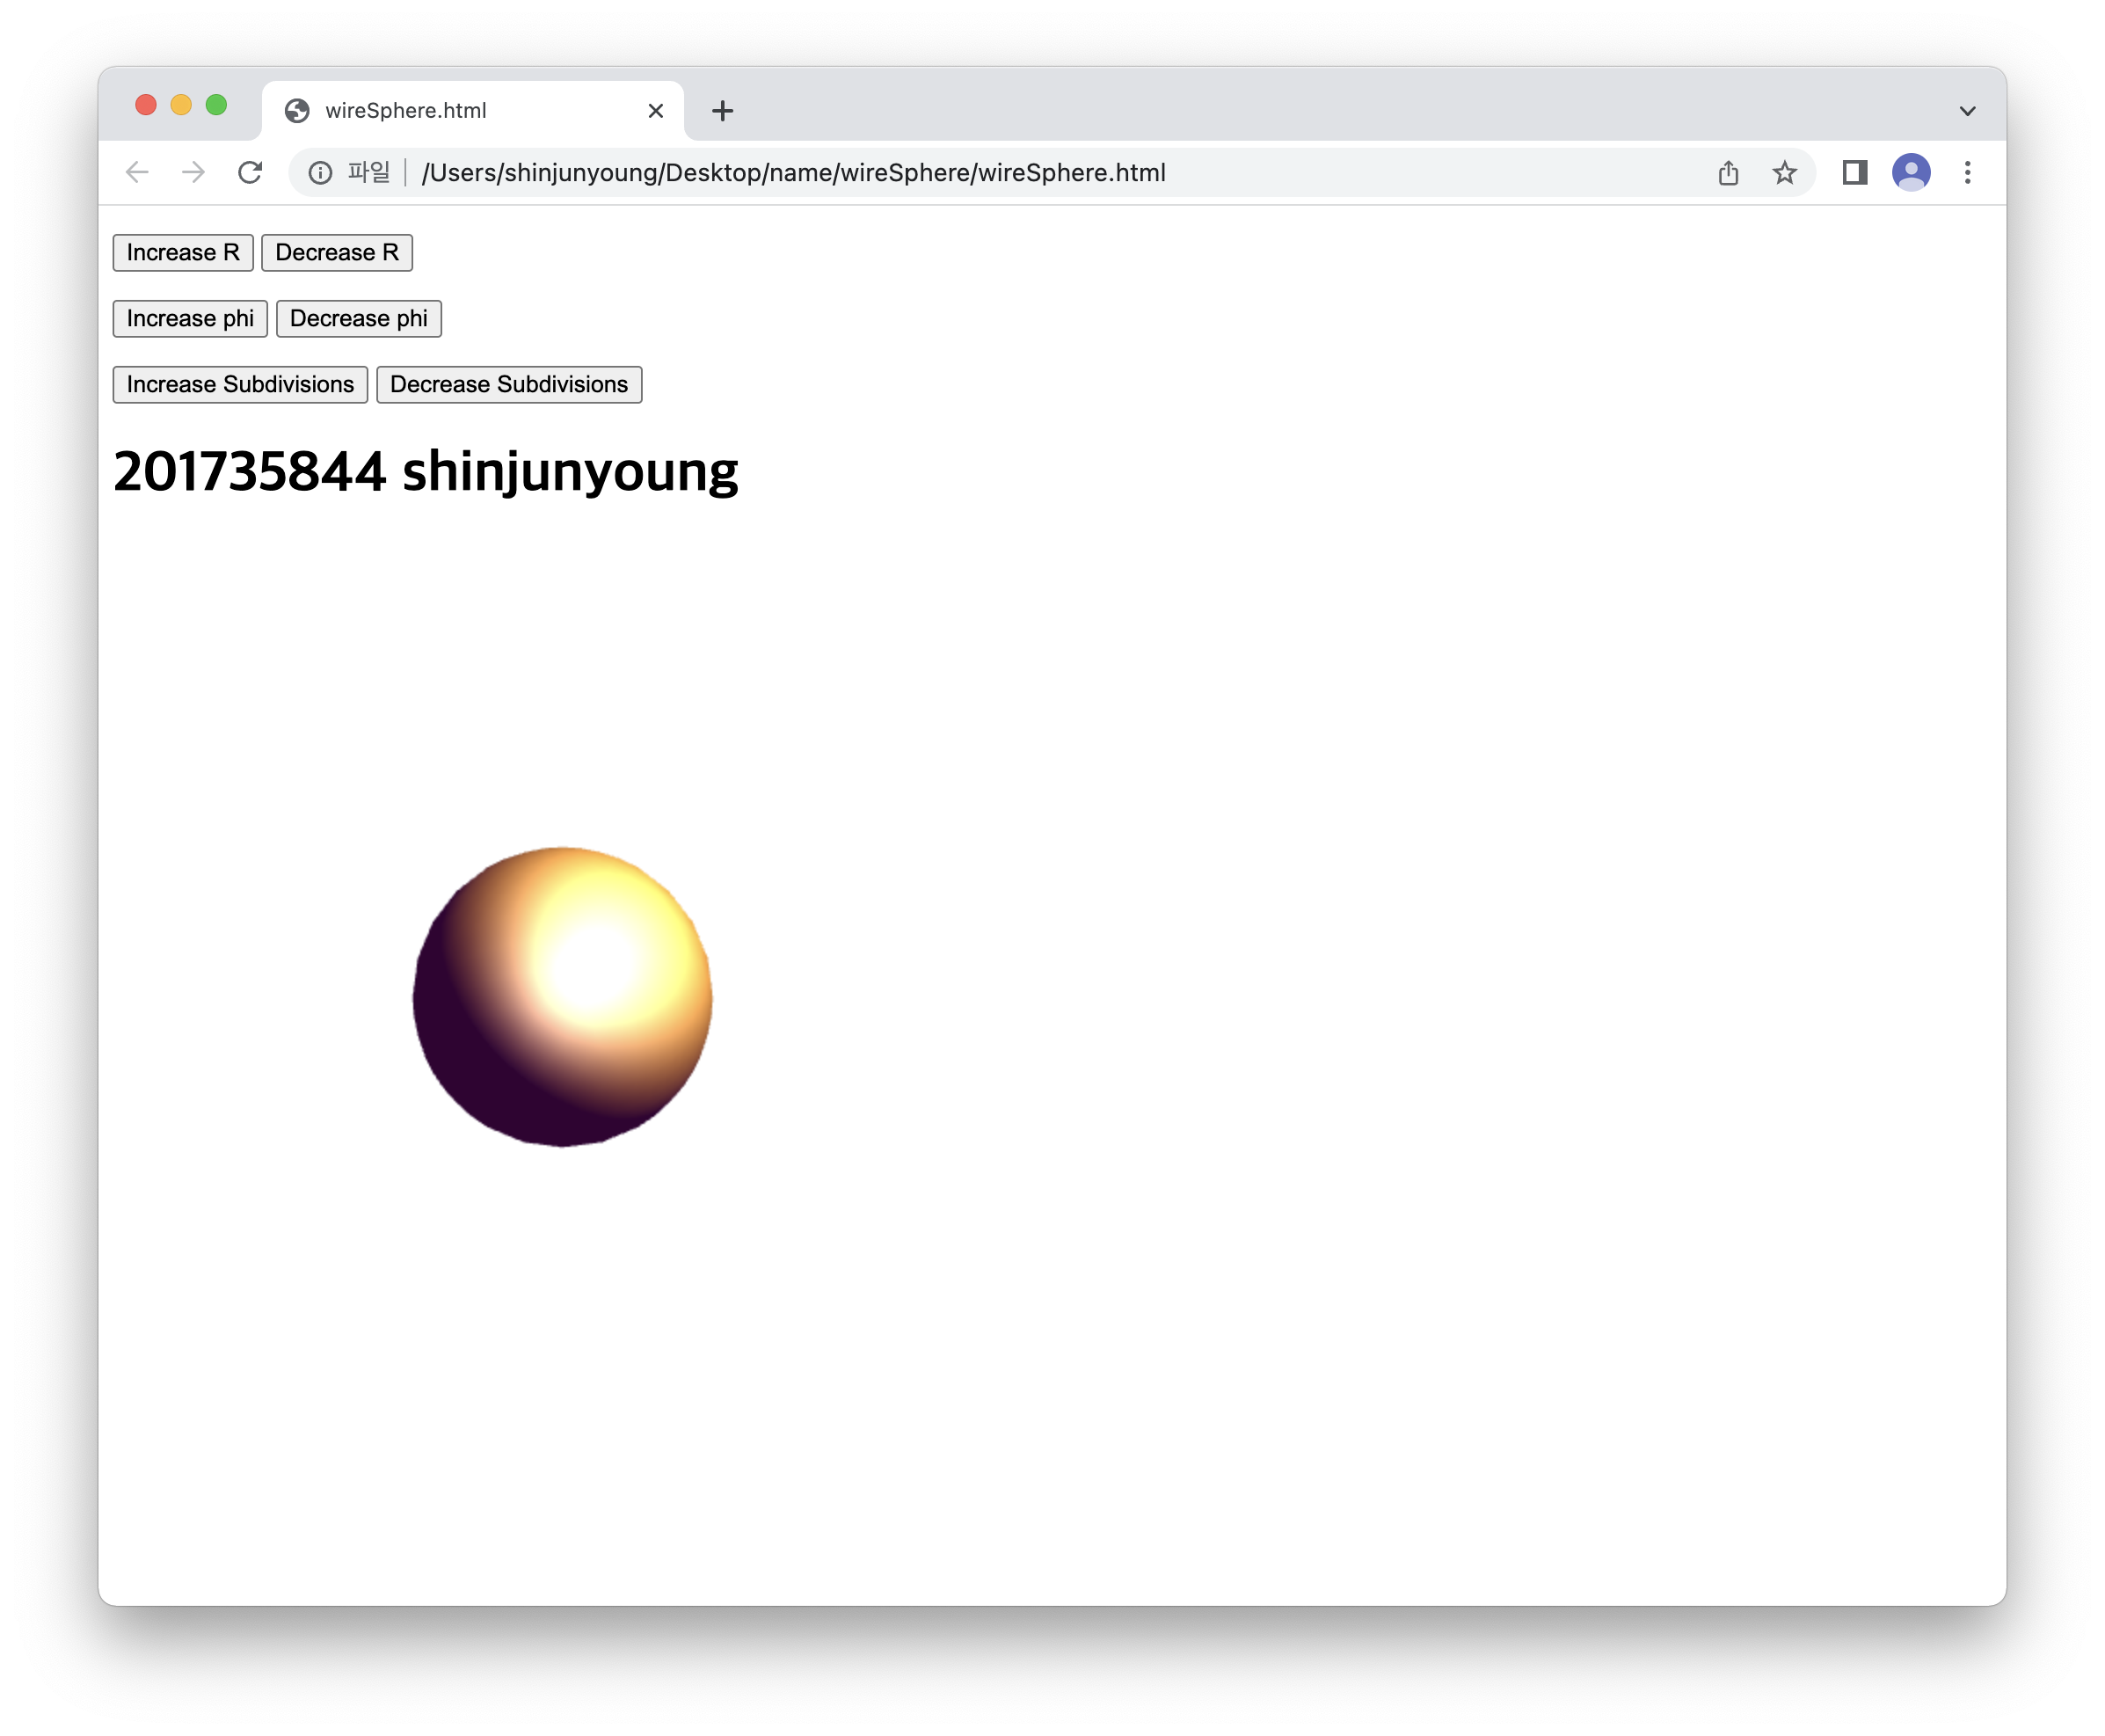 wireSphere.html
파일 /Users/shinjunyoung/Desktop/name/wireSphere/wireSphere.html
Increase R Decrease R
Increase phi Decrease phi
Increase Subdivisions Decrease Subdivisions
201735844 shinjunyoung